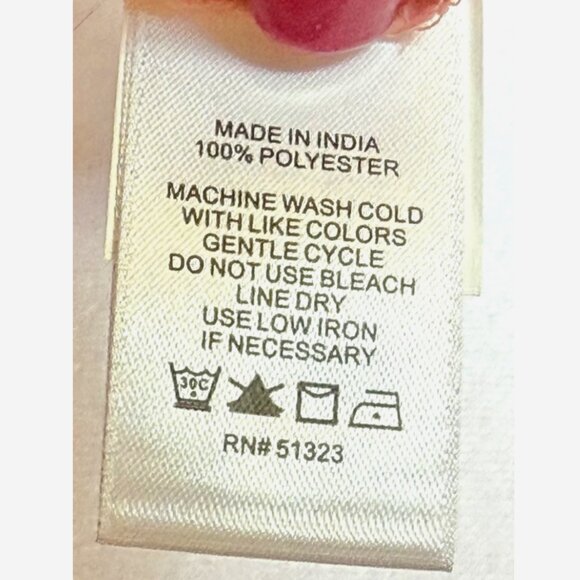 MADE IN INDIA
100% POLYESTER
MACHINE WASH COLD
WITH LIKE COLORS
GENTLE CYCLE
DO NOT USE BLEACH
LINE DRY
USE LOW IRON
IF NECESSARY
30C
RN# 51323